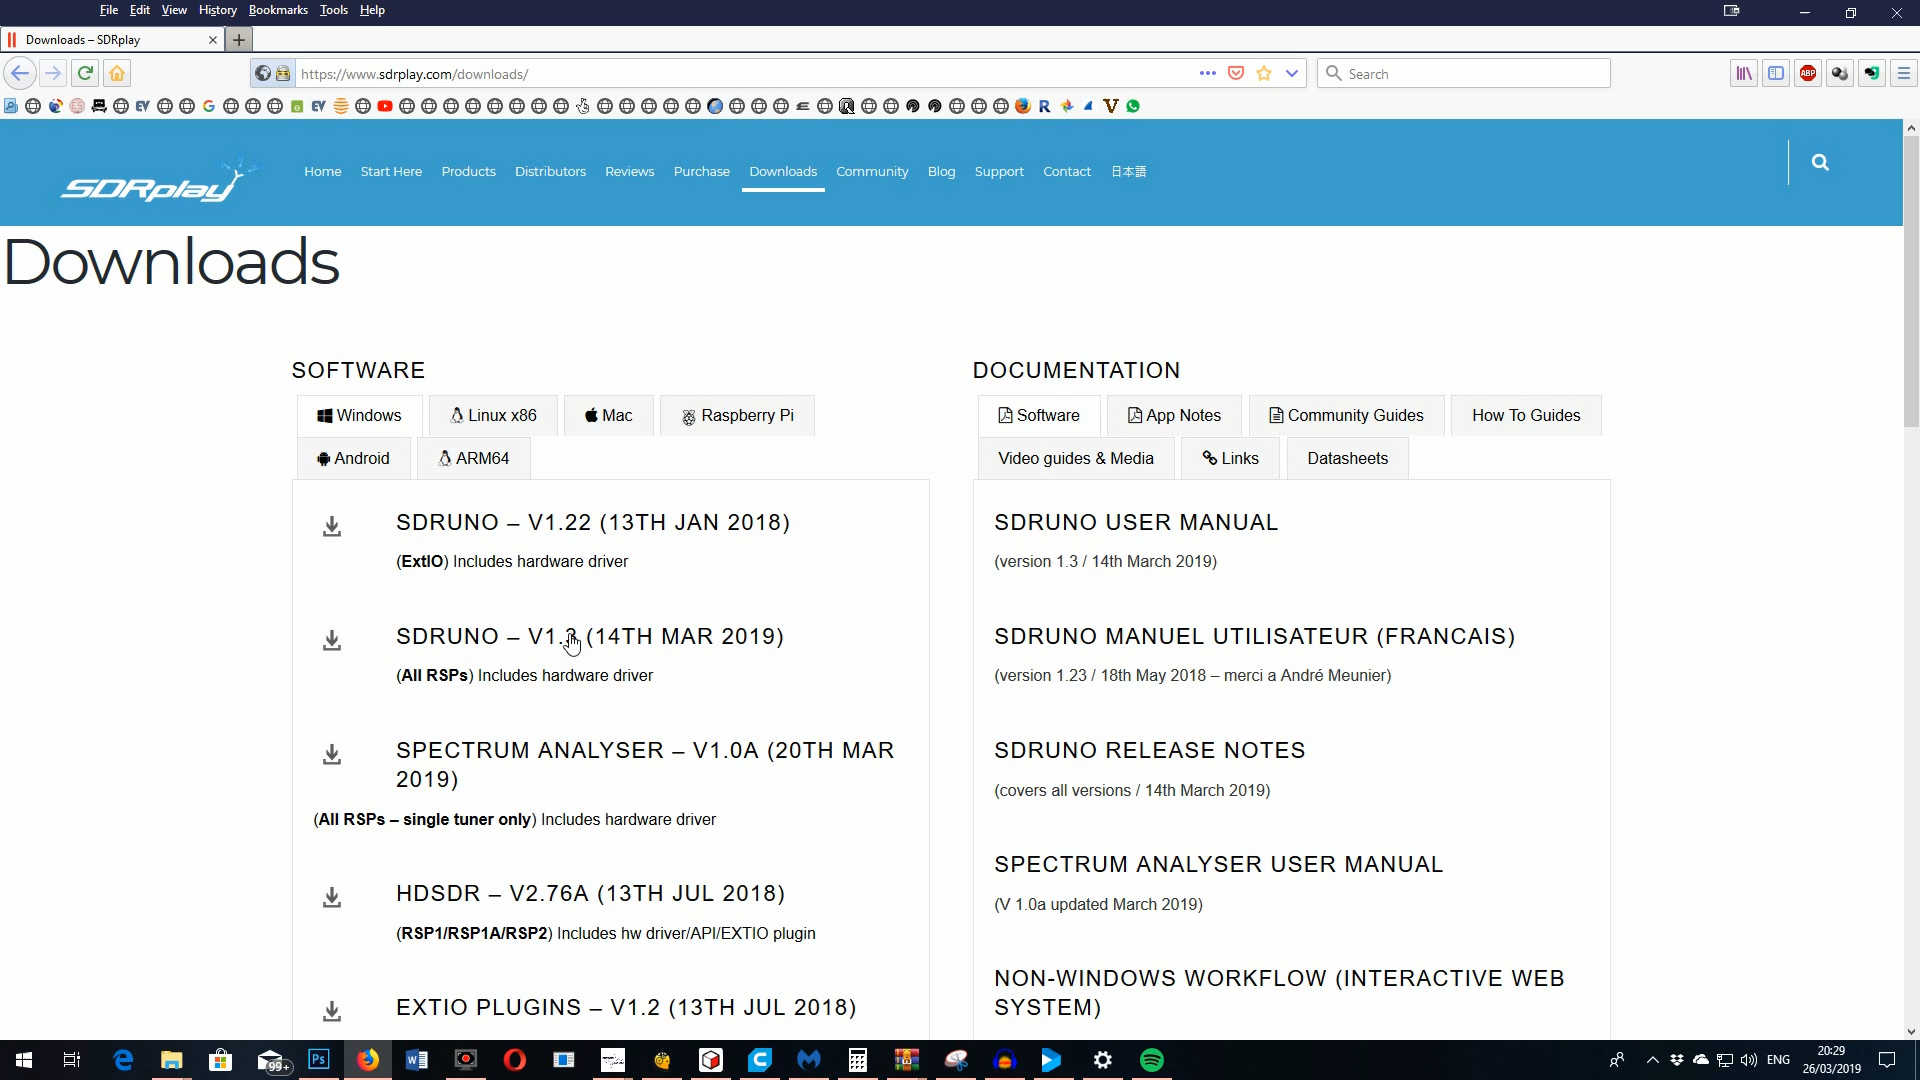 File Edit View History Bookmarks Tools Help
Downloads – SDRplay
https://www.sdrplay.com/downloads/
Search
SDRplay
Home Start Here Products Distributors Reviews Purchase Downloads Community Blog Support Contact 日本語
Downloads
SOFTWARE
Windows Linux x86 Mac Raspberry Pi
Android ARM64
SDRUNO – V1.22 (13TH JAN 2018)
(ExtIO) Includes hardware driver
SDRUNO – V1.3 (14TH MAR 2019)
(All RSPs) Includes hardware driver
SPECTRUM ANALYSER – V1.0A (20TH MAR
2019)
(All RSPs – single tuner only) Includes hardware driver
HDSDR – V2.76A (13TH JUL 2018)
(RSP1/RSP1A/RSP2) Includes hw driver/API/EXTIO plugin
EXTIO PLUGINS – V1.2 (13TH JUL 2018)
DOCUMENTATION
Software App Notes Community Guides How To Guides
Video guides & Media Links Datasheets
SDRUNO USER MANUAL
(version 1.3 / 14th March 2019)
SDRUNO MANUEL UTILISATEUR (FRANCAIS)
(version 1.23 / 18th May 2018 – merci a André Meunier)
SDRUNO RELEASE NOTES
(covers all versions / 14th March 2019)
SPECTRUM ANALYSER USER MANUAL
(V 1.0a updated March 2019)
NON-WINDOWS WORKFLOW (INTERACTIVE WEB
SYSTEM)
99+
ENG
20:29
26/03/2019